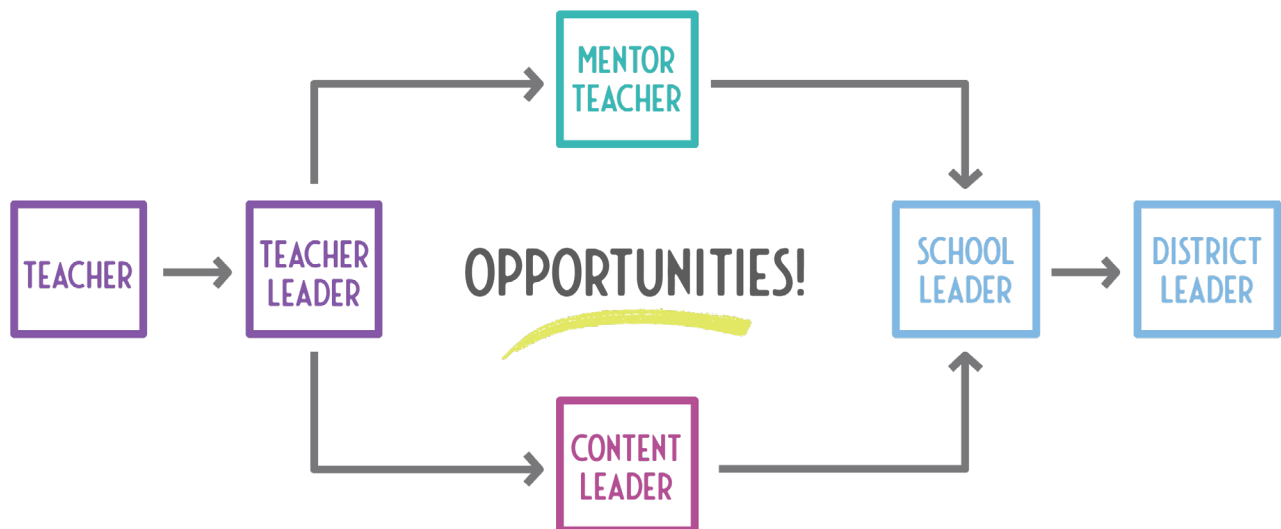 MENTOR
TEACHER
TEACHER
TEACHER
LEADER
OPPORTUNITIES!
SCHOOL
LEADER
DISTRICT
LEADER
CONTENT
LEADER